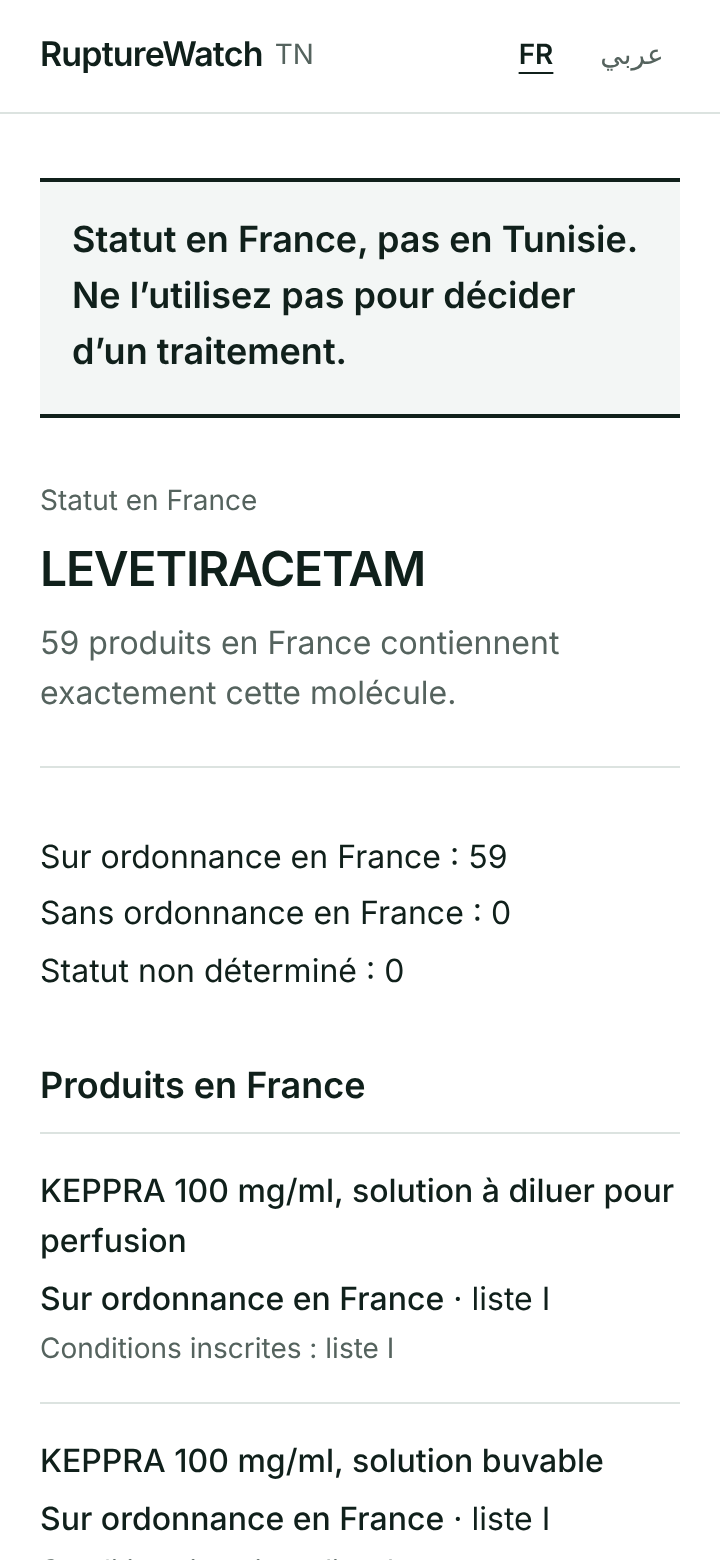 RuptureWatch TN FR عربي
Statut en France, pas en Tunisie.
Ne l’utilisez pas pour décider
d’un traitement.
Statut en France
LEVETIRACETAM
59 produits en France contiennent
exactement cette molécule.
Sur ordonnance en France : 59
Sans ordonnance en France : 0
Statut non déterminé : 0
Produits en France
KEPPRA 100 mg/ml, solution à diluer pour
perfusion
Sur ordonnance en France · liste I
Conditions inscrites : liste I
KEPPRA 100 mg/ml, solution buvable
Sur ordonnance en France · liste I